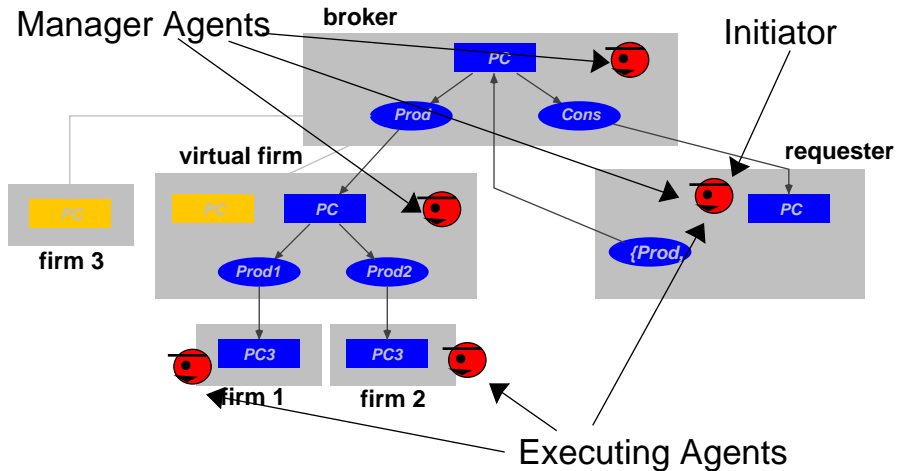 Manager Agents
broker
Initiator
PC
Prod
Cons
virtual firm
requester
PC
PC
PC
PC
firm 3
{Prod,
Prod1
Prod2
PC3
PC3
firm 1
firm 2
Executing Agents